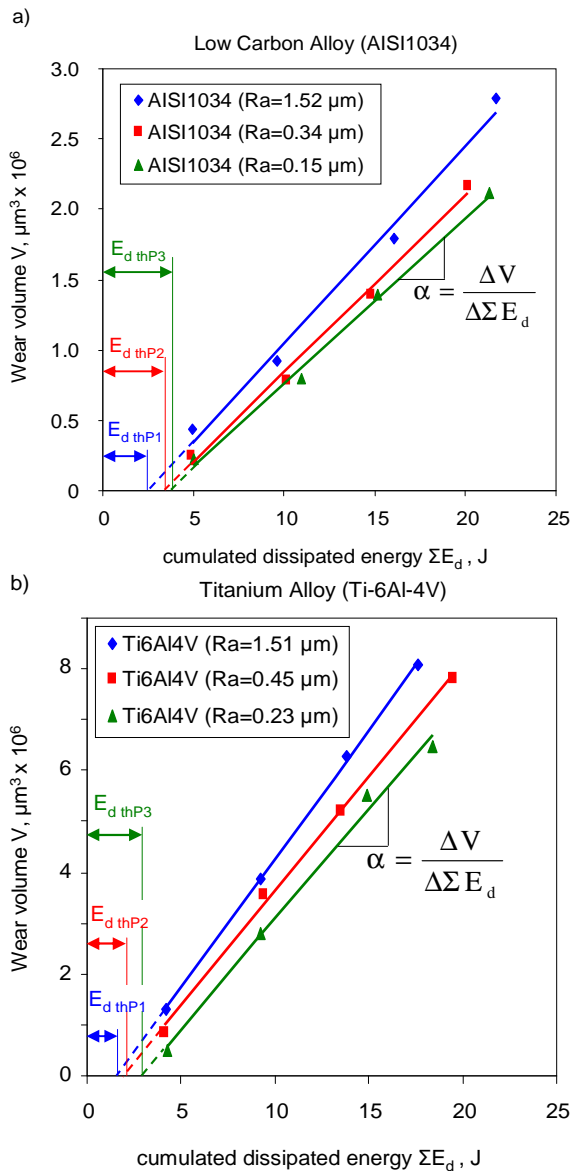 a)
Low Carbon Alloy (AISI1034)
3.0
2.5
2.0
1.5
1.0
0.5
0
Wear volume V, µm³ x 10⁶
AISI1034 (Ra=1.52 µm)
AISI1034 (Ra=0.34 µm)
AISI1034 (Ra=0.15 µm)
E d thP3
E d thP2
E d thP1
α = ΔV / ΔΣE d
0 5 10 15 20 25
cumulated dissipated energy ΣE d , J
b)
Titanium Alloy (Ti-6Al-4V)
8
6
4
2
0
Wear volume V, µm³ x 10⁶
Ti6Al4V (Ra=1.51 µm)
Ti6Al4V (Ra=0.45 µm)
Ti6Al4V (Ra=0.23 µm)
E d thP3
E d thP2
E d thP1
α = ΔV / ΔΣE d
0 5 10 15 20 25
cumulated dissipated energy ΣE d , J